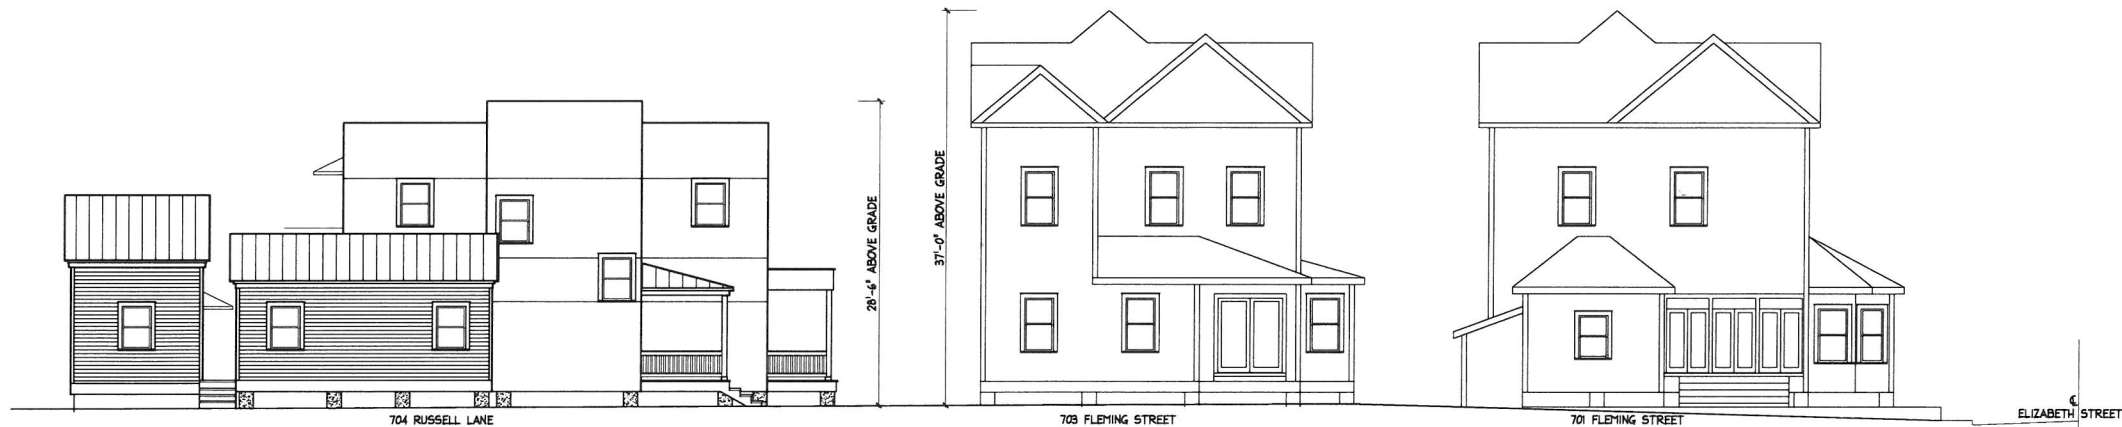 28'-6" ABOVE GRADE
37'-0" ABOVE GRADE
704 RUSSELL LANE
703 FLEMING STREET
701 FLEMING STREET
℄
ELIZABETH STREET